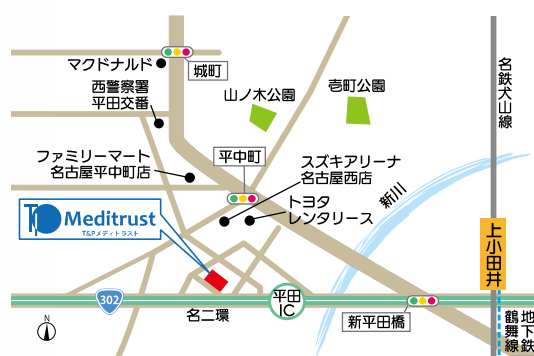 マクドナルド
城町
西警察署
平田交番
山ノ木公園
壱町公園
名鉄犬山線
ファミリーマート
名古屋平中町店
平中町
スズキアリーナ
名古屋西店
トヨタ
レンタリース
新川
TP Meditrust
T&Pメディトラスト
上小田井
302
名二環
平田
IC
新平田橋
地下鉄
鶴舞線
N